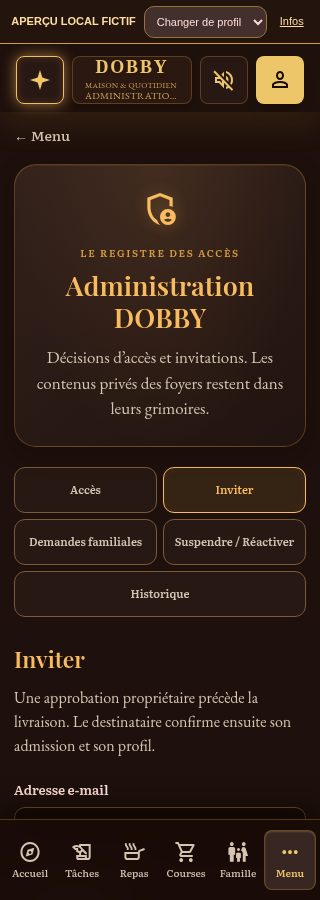 APERÇU LOCAL FICTIF Changer de profil Infos
DOBBY
MAISON & QUOTIDIEN
ADMINISTRATIO…
← Menu
LE REGISTRE DES ACCÈS
Administration
DOBBY
Décisions d’accès et invitations. Les
contenus privés des foyers restent dans
leurs grimoires.
Accès Inviter
Demandes familiales Suspendre / Réactiver
Historique
Inviter
Une approbation propriétaire précède la
livraison. Le destinataire confirme ensuite son
admission et son profil.
Adresse e-mail
Accueil Tâches Repas Courses Famille Menu